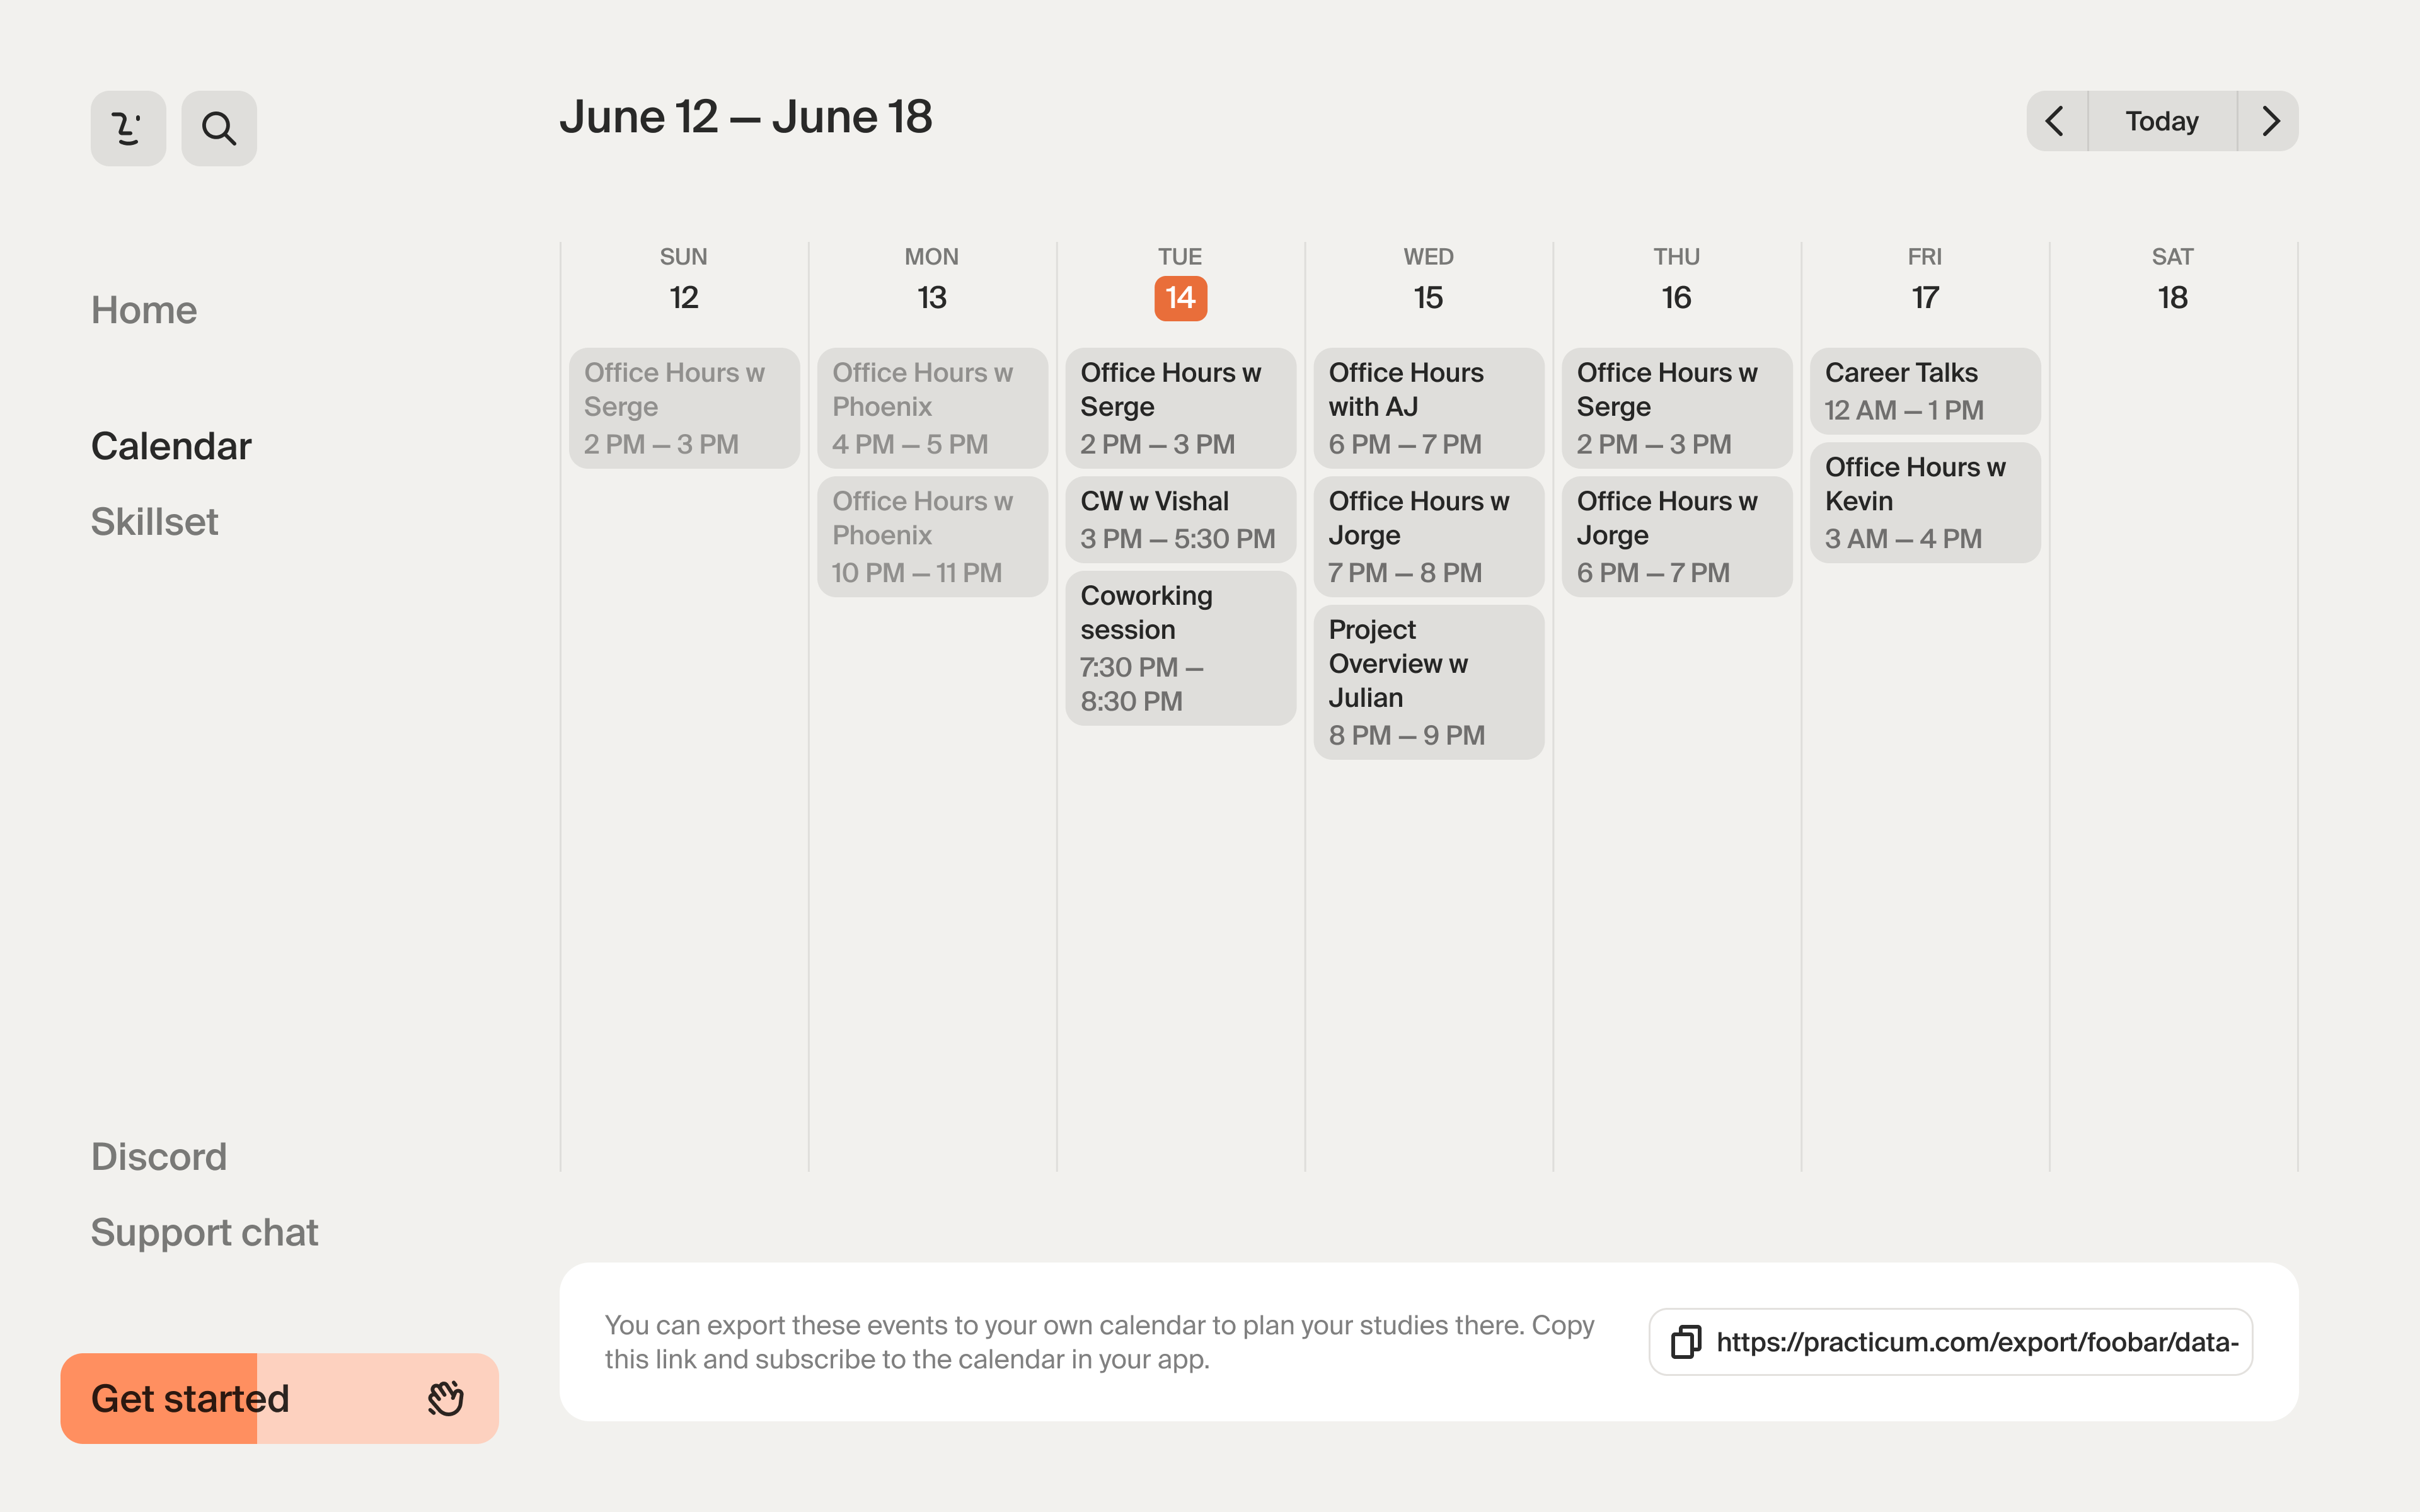 June 12 — June 18
Today
Home
Calendar
Skillset
Discord
Support chat
Get started
SUN
12
Office Hours w
Serge
2 PM — 3 PM
MON
13
Office Hours w
Phoenix
4 PM — 5 PM
Office Hours w
Phoenix
10 PM — 11 PM
TUE
14
Office Hours w
Serge
2 PM — 3 PM
CW w Vishal
3 PM — 5:30 PM
Coworking
session
7:30 PM —
8:30 PM
WED
15
Office Hours
with AJ
6 PM — 7 PM
Office Hours w
Jorge
7 PM — 8 PM
Project
Overview w
Julian
8 PM — 9 PM
THU
16
Office Hours w
Serge
2 PM — 3 PM
Office Hours w
Jorge
6 PM — 7 PM
FRI
17
Career Talks
12 AM — 1 PM
Office Hours w
Kevin
3 AM — 4 PM
SAT
18
You can export these events to your own calendar to plan your studies there. Copy
this link and subscribe to the calendar in your app.
https://practicum.com/export/foobar/data-